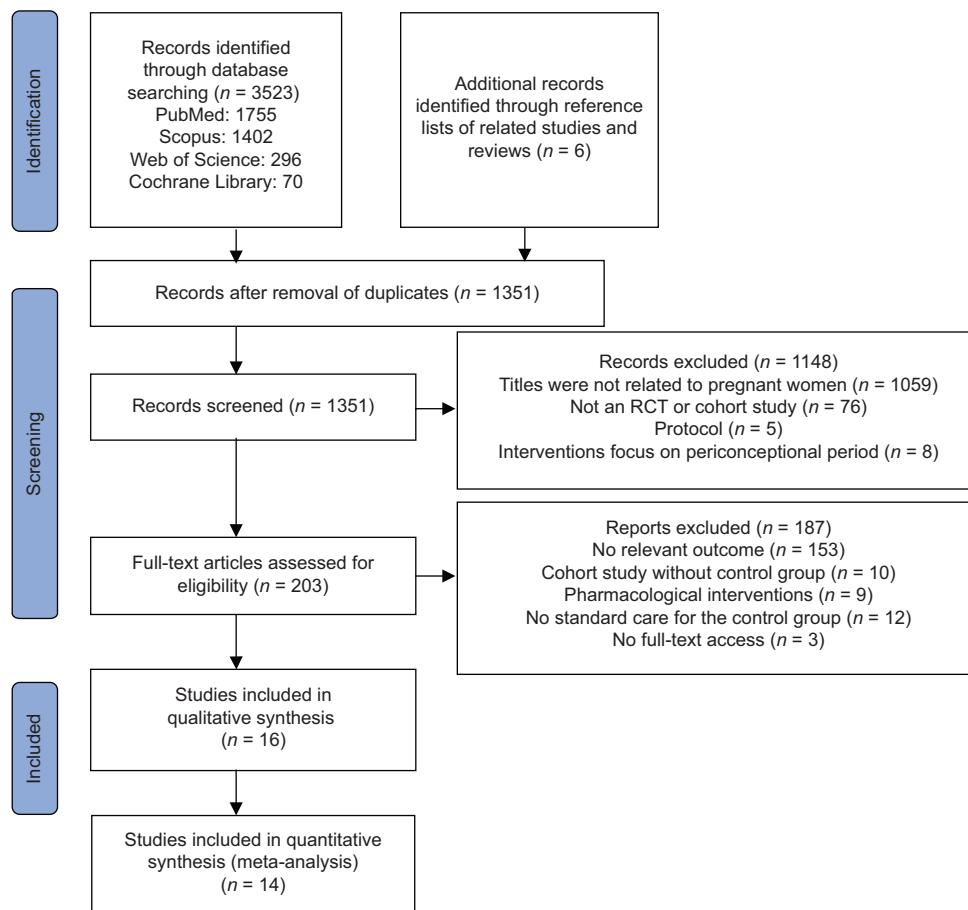 Identification
Records identified
through database
searching (n = 3523)
PubMed: 1755
Scopus: 1402
Web of Science: 296
Cochrane Library: 70
Additional records
identified through reference
lists of related studies and
reviews (n = 6)
Screening
Records after removal of duplicates (n = 1351)
Records screened (n = 1351)
Records excluded (n = 1148)
Titles were not related to pregnant women (n = 1059)
Not an RCT or cohort study (n = 76)
Protocol (n = 5)
Interventions focus on periconceptional period (n = 8)
Full-text articles assessed for
eligibility (n = 203)
Reports excluded (n = 187)
No relevant outcome (n = 153)
Cohort study without control group (n = 10)
Pharmacological interventions (n = 9)
No standard care for the control group (n = 12)
No full-text access (n = 3)
Included
Studies included in
qualitative synthesis
(n = 16)
Studies included in quantitative
synthesis (meta-analysis)
(n = 14)